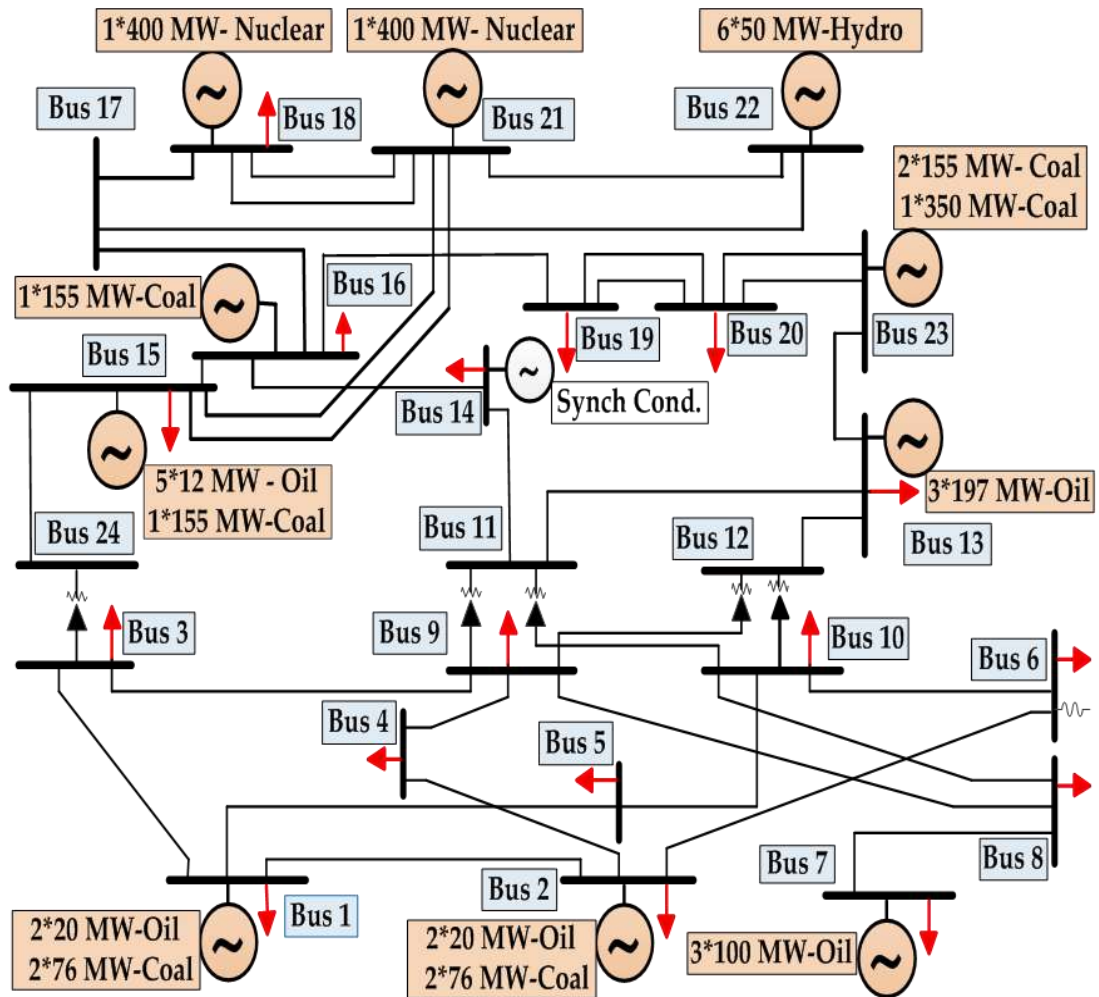 1*400 MW- Nuclear
1*400 MW- Nuclear
6*50 MW-Hydro
Bus 17
Bus 18
Bus 21
Bus 22
2*155 MW- Coal
1*350 MW-Coal
1*155 MW-Coal
Bus 16
Bus 15
Bus 19
Bus 20
Bus 23
Bus 14
Synch Cond.
5*12 MW - Oil
1*155 MW-Coal
3*197 MW-Oil
Bus 24
Bus 11
Bus 12
Bus 13
Bus 3
Bus 9
Bus 10
Bus 6
Bus 4
Bus 5
Bus 8
Bus 7
Bus 2
Bus 1
2*20 MW-Oil
2*76 MW-Coal
2*20 MW-Oil
2*76 MW-Coal
3*100 MW-Oil